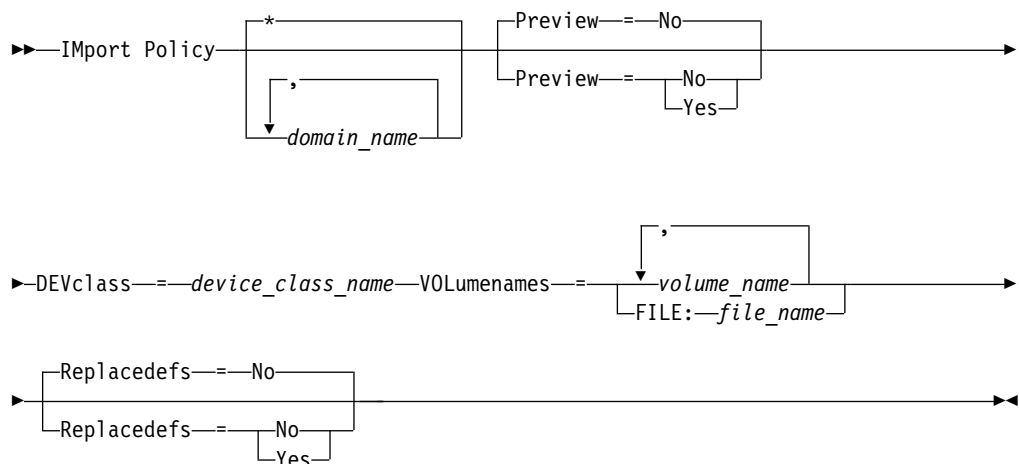 * Preview = No
IMport Policy
, Preview = No
Yes
domain_name
,
DEVclass = device_class_name VOLumenames = volume_name
FILE: file_name
Replacedefs = No
Replacedefs = No
Yes